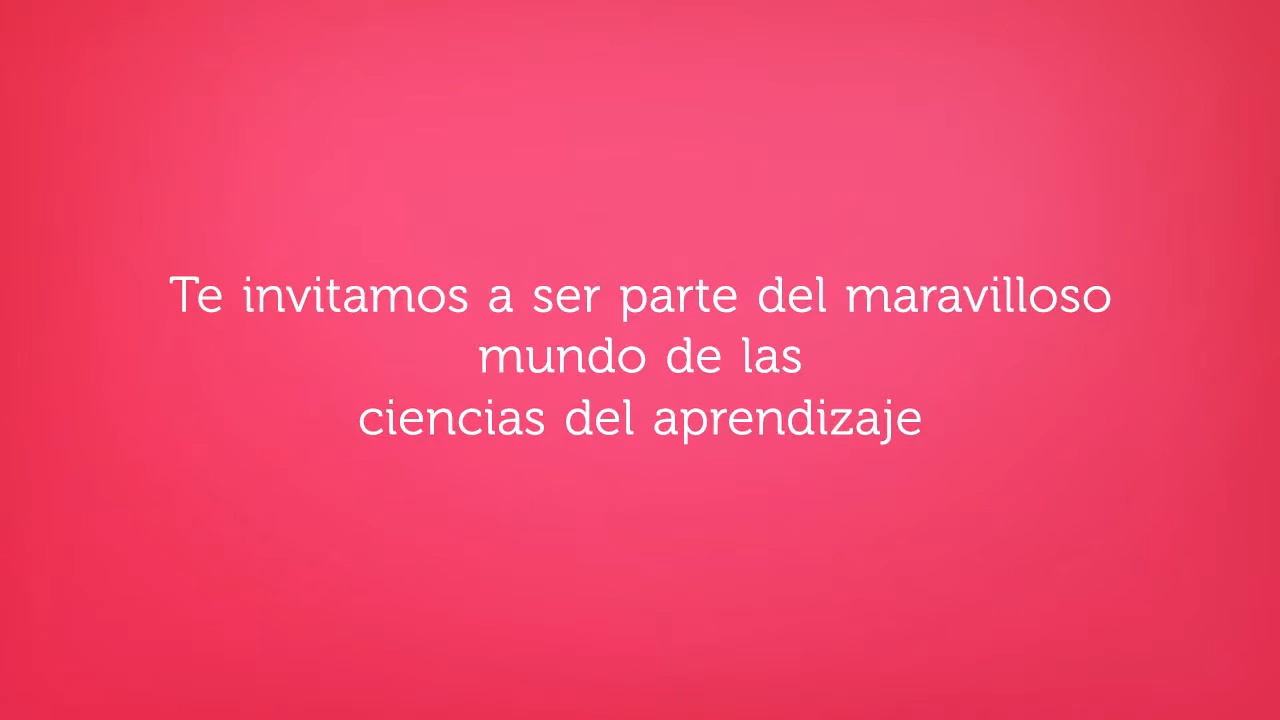 Te invitamos a ser parte del maravilloso
mundo de las
ciencias del aprendizaje